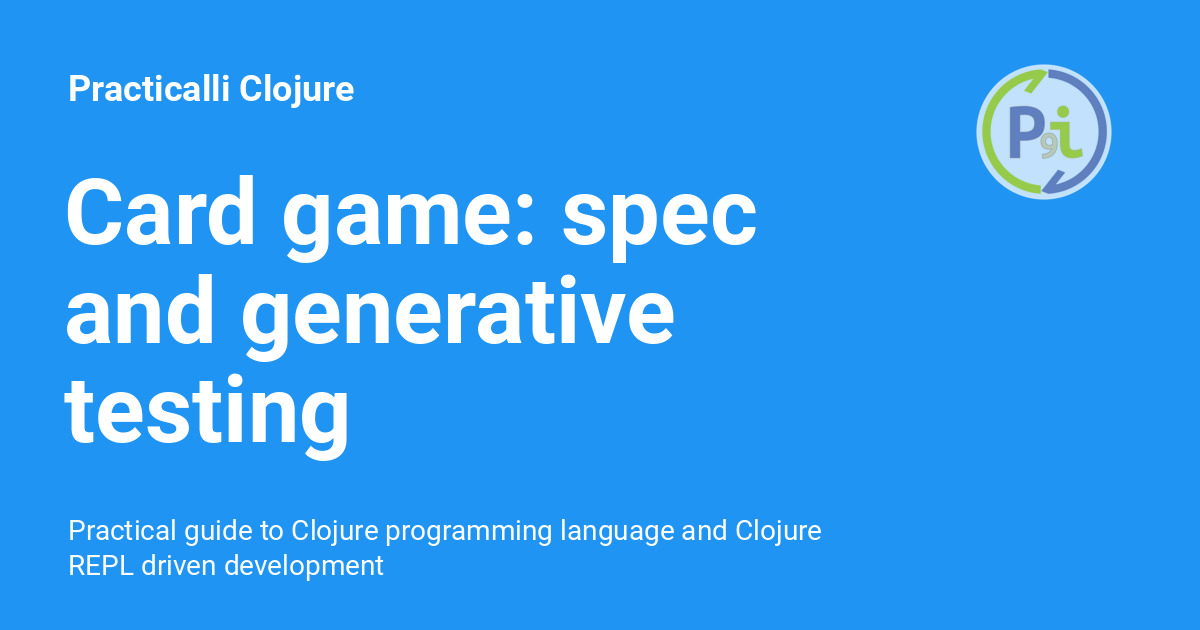 Practicalli Clojure
P9i
Card game: spec
and generative
testing
Practical guide to Clojure programming language and Clojure
REPL driven development